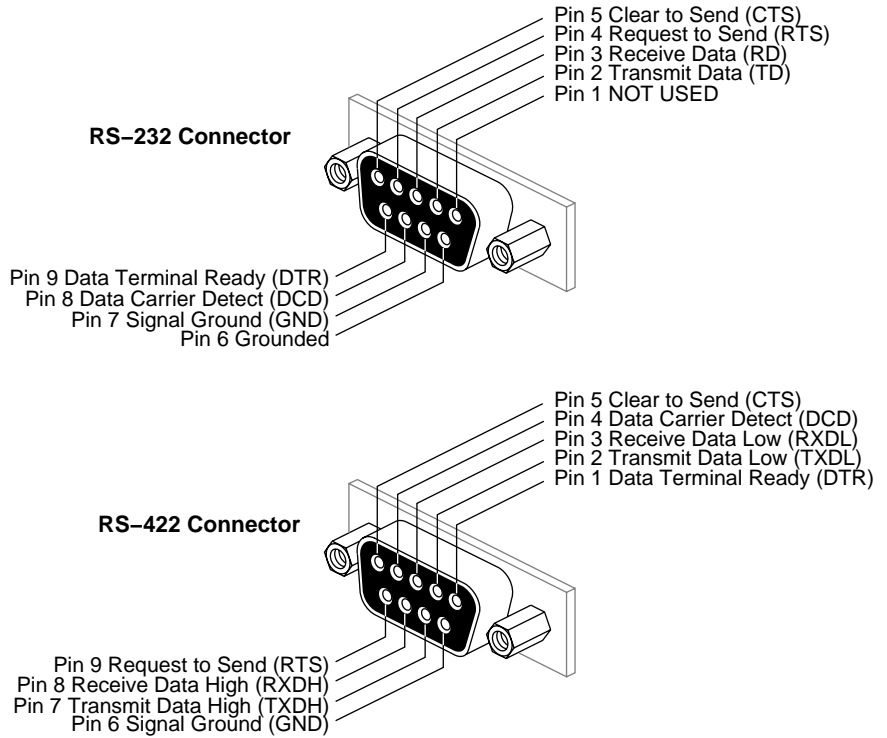 Pin 5 Clear to Send (CTS)
Pin 4 Request to Send (RTS)
Pin 3 Receive Data (RD)
Pin 2 Transmit Data (TD)
Pin 1 NOT USED
RS–232 Connector
Pin 9 Data Terminal Ready (DTR)
Pin 8 Data Carrier Detect (DCD)
Pin 7 Signal Ground (GND)
Pin 6 Grounded
Pin 5 Clear to Send (CTS)
Pin 4 Data Carrier Detect (DCD)
Pin 3 Receive Data Low (RXDL)
Pin 2 Transmit Data Low (TXDL)
Pin 1 Data Terminal Ready (DTR)
RS–422 Connector
Pin 9 Request to Send (RTS)
Pin 8 Receive Data High (RXDH)
Pin 7 Transmit Data High (TXDH)
Pin 6 Signal Ground (GND)